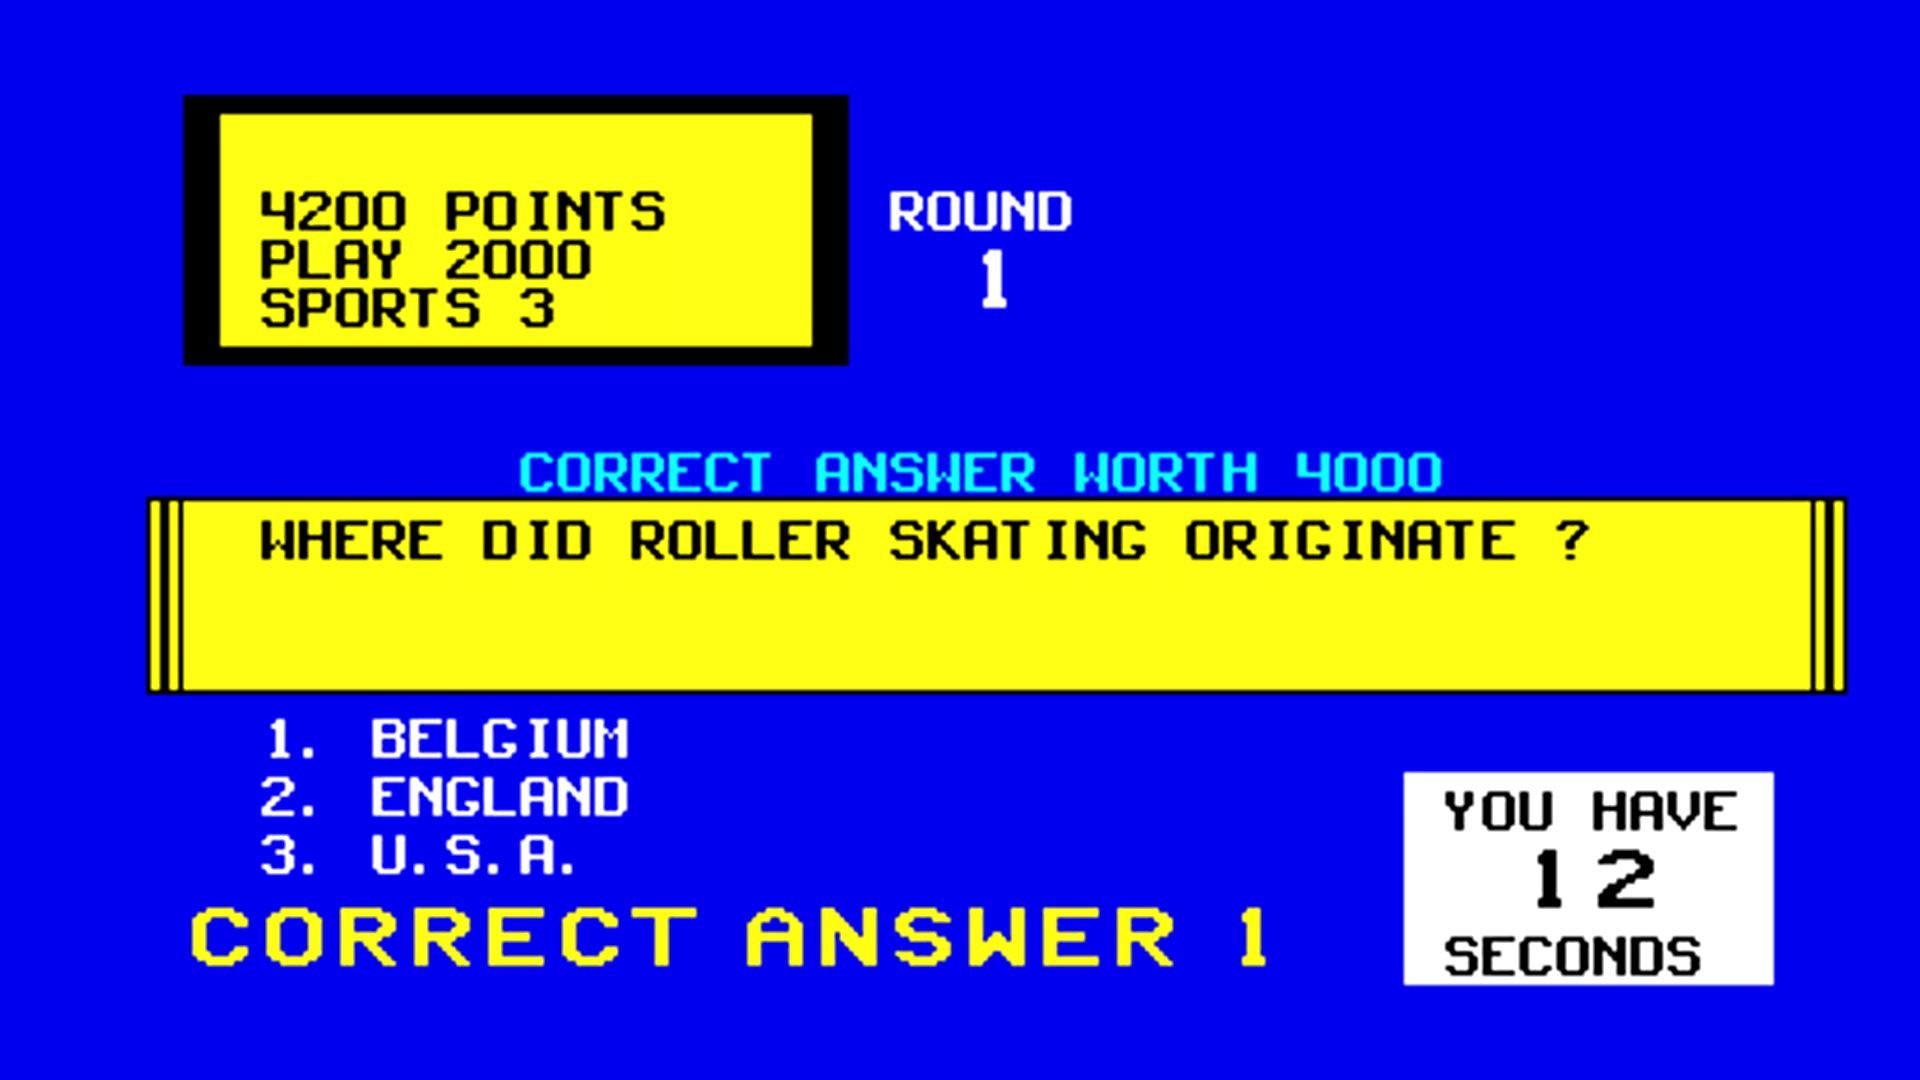 4200 POINTS
PLAY 2000
SPORTS 3
ROUND
1
CORRECT ANSWER WORTH 4000
WHERE DID ROLLER SKATING ORIGINATE ?
1. BELGIUM
2. ENGLAND
3. U.S.A.
CORRECT ANSWER 1
YOU HAVE
12
SECONDS